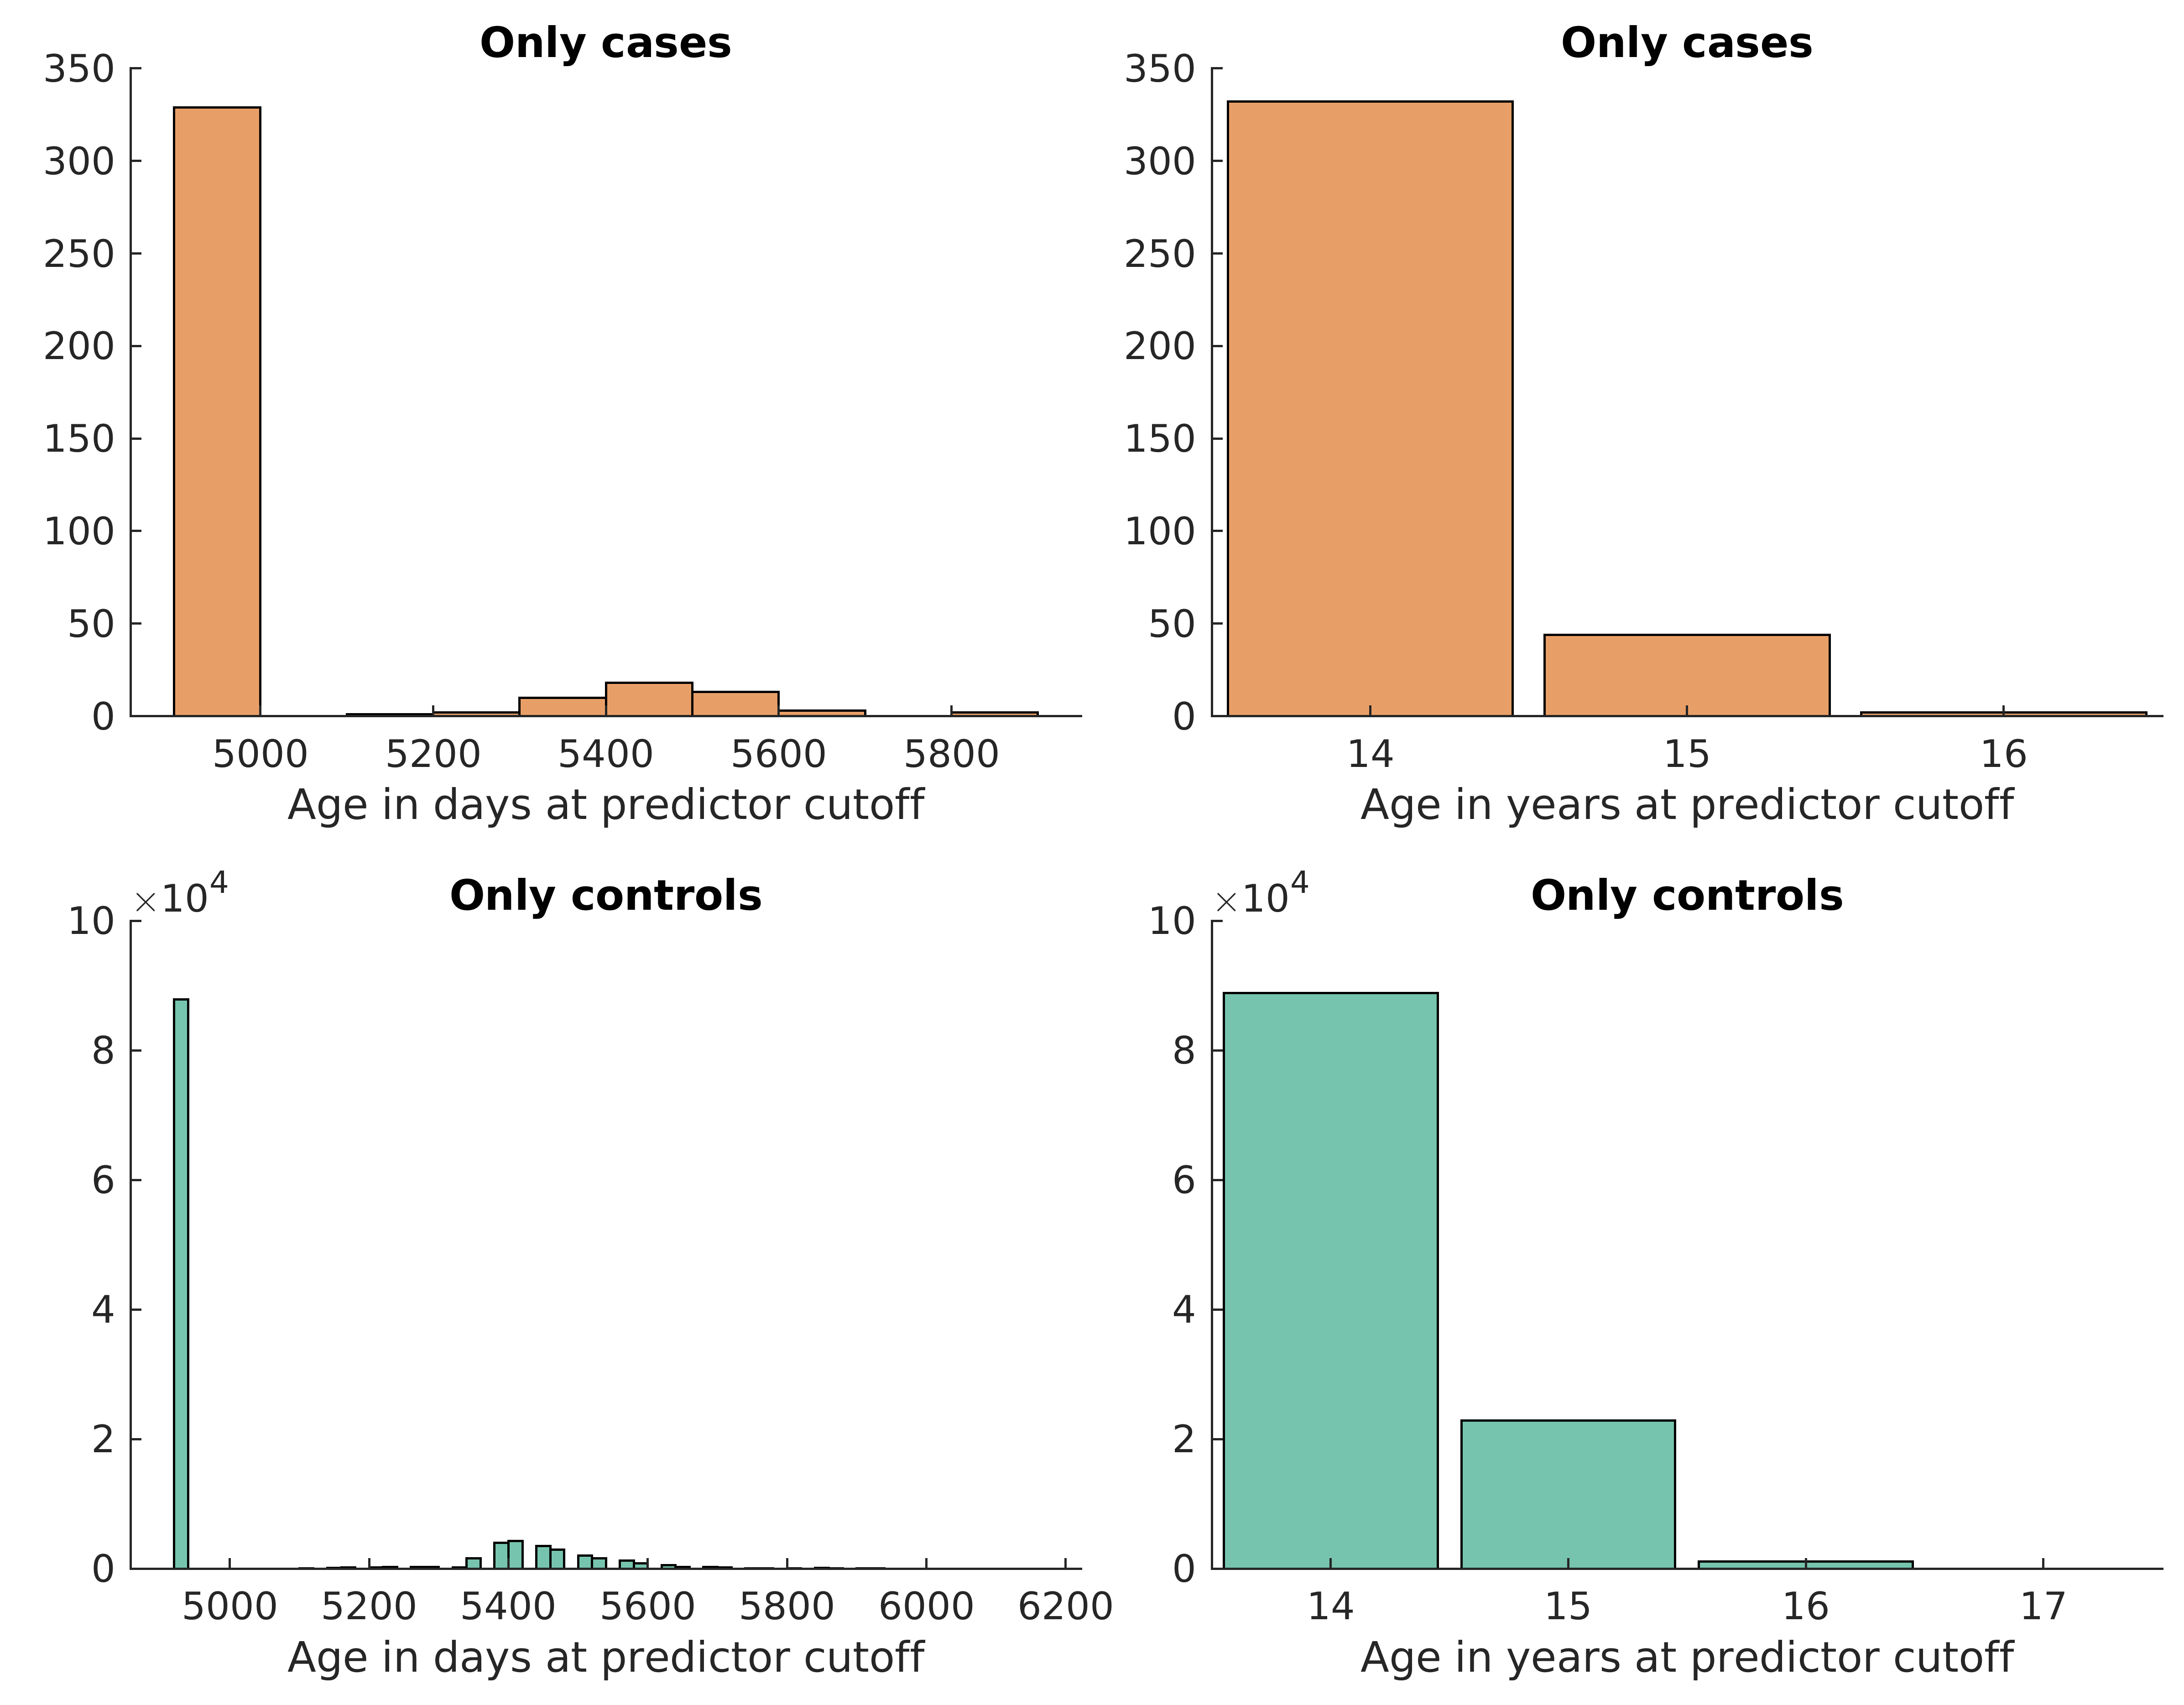 Only cases
350
300
250
200
150
100
50
0
5000 5200 5400 5600 5800
Age in days at predictor cutoff
Only cases
350
300
250
200
150
100
50
0
14 15 16
Age in years at predictor cutoff
×10⁴
Only controls
10
8
6
4
2
0
5000 5200 5400 5600 5800 6000 6200
Age in days at predictor cutoff
×10⁴
Only controls
10
8
6
4
2
0
14 15 16 17
Age in years at predictor cutoff